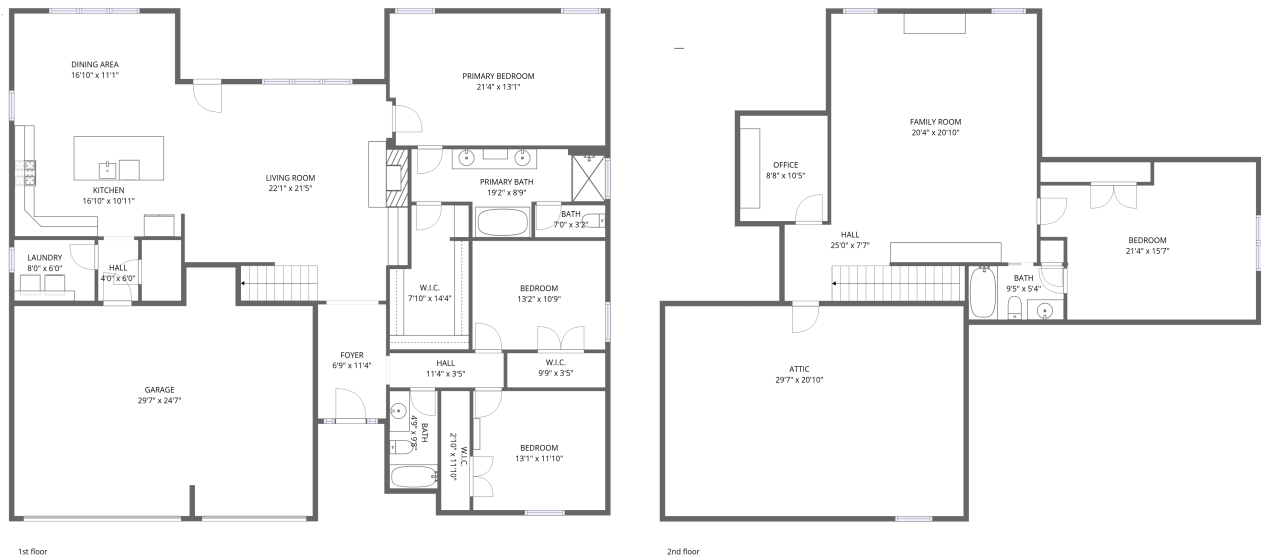 DINING AREA
16'10" x 11'1"
PRIMARY BEDROOM
21'4" x 13'1"
LIVING ROOM
22'1" x 21'5"
KITCHEN
16'10" x 10'11"
PRIMARY BATH
19'2" x 8'9"
BATH
7'0" x 3'2"
LAUNDRY
8'0" x 6'0"
HALL
4'0" x 6'0"
W.I.C.
7'10" x 14'4"
BEDROOM
13'2" x 10'9"
FOYER
6'9" x 11'4"
HALL
11'4" x 3'5"
W.I.C.
9'9" x 3'5"
GARAGE
29'7" x 24'7"
BATH
4'9" x 9'8"
W.I.C.
2'10" x 11'10"
BEDROOM
13'1" x 11'10"
1st floor
FAMILY ROOM
20'4" x 20'10"
OFFICE
8'8" x 10'5"
HALL
25'0" x 7'7"
BEDROOM
21'4" x 15'7"
BATH
9'5" x 5'4"
ATTIC
29'7" x 20'10"
2nd floor